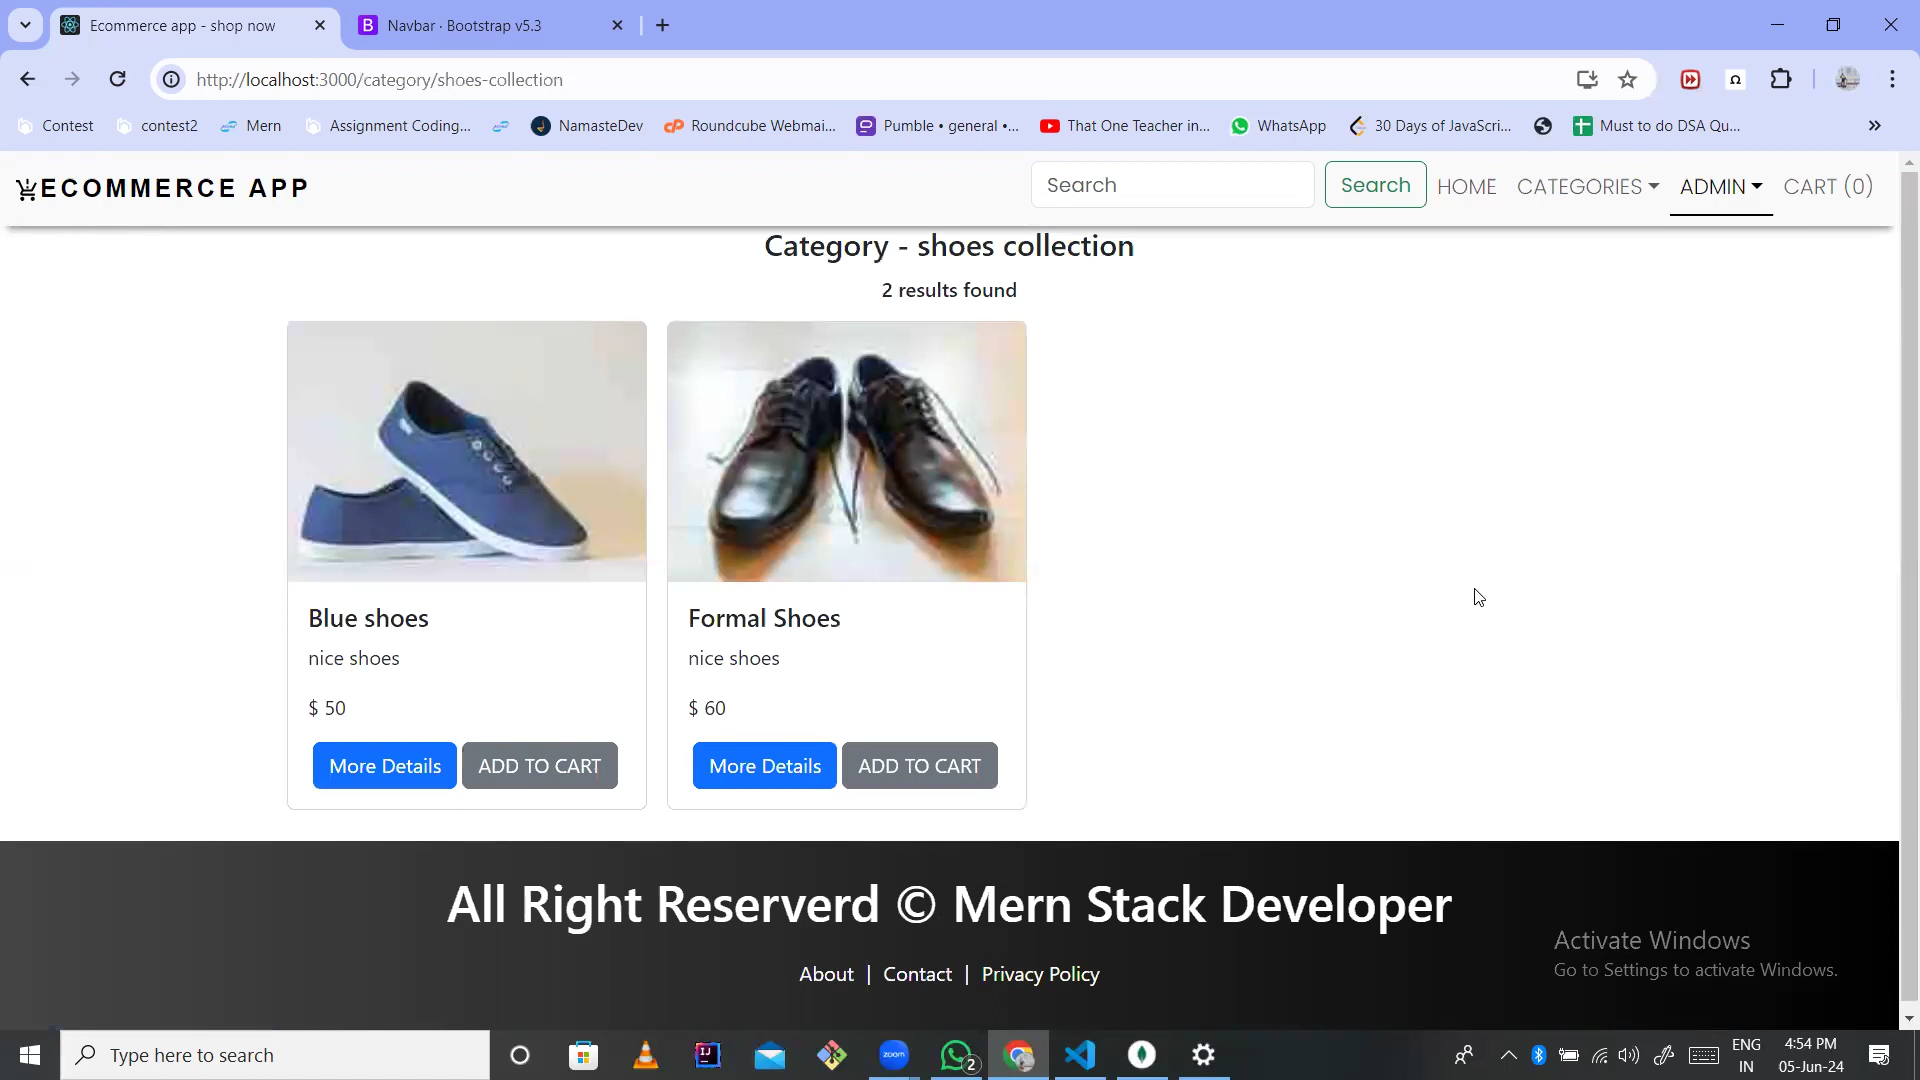 Ecommerce app - shop now
Navbar · Bootstrap v5.3
http://localhost:3000/category/shoes-collection
Contest
contest2
Mern
Assignment Coding...
NamasteDev
Roundcube Webmai...
Pumble • general •...
That One Teacher in...
WhatsApp
30 Days of JavaScri...
Must to do DSA Qu...
ECOMMERCE APP
Search
Search
HOME
CATEGORIES
ADMIN
CART (0)
Category - shoes collection
2 results found
Blue shoes
nice shoes
$ 50
More Details
ADD TO CART
Formal Shoes
nice shoes
$ 60
More Details
ADD TO CART
All Right Reserverd © Mern Stack Developer
About | Contact | Privacy Policy
Activate Windows
Go to Settings to activate Windows.
Type here to search
zoom
2
ENG
IN
4:54 PM
05-Jun-24